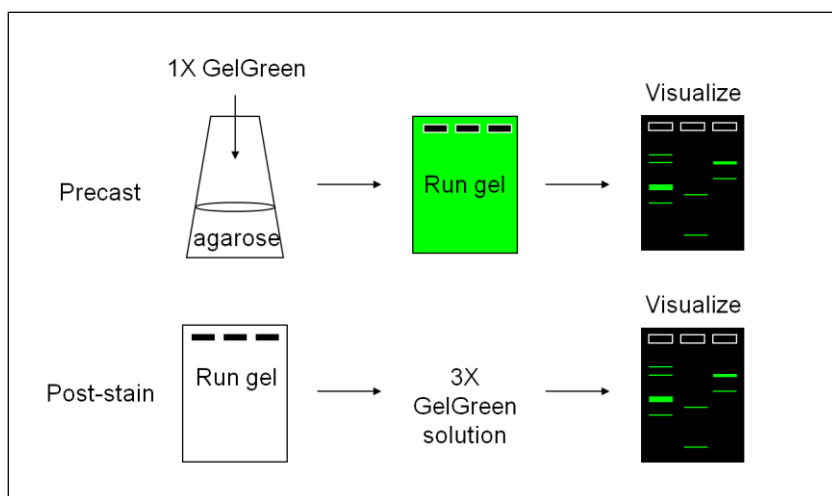 1X GelGreen
Visualize
Precast
agarose
Run gel
Visualize
Post-stain
Run gel
3X
GelGreen
solution